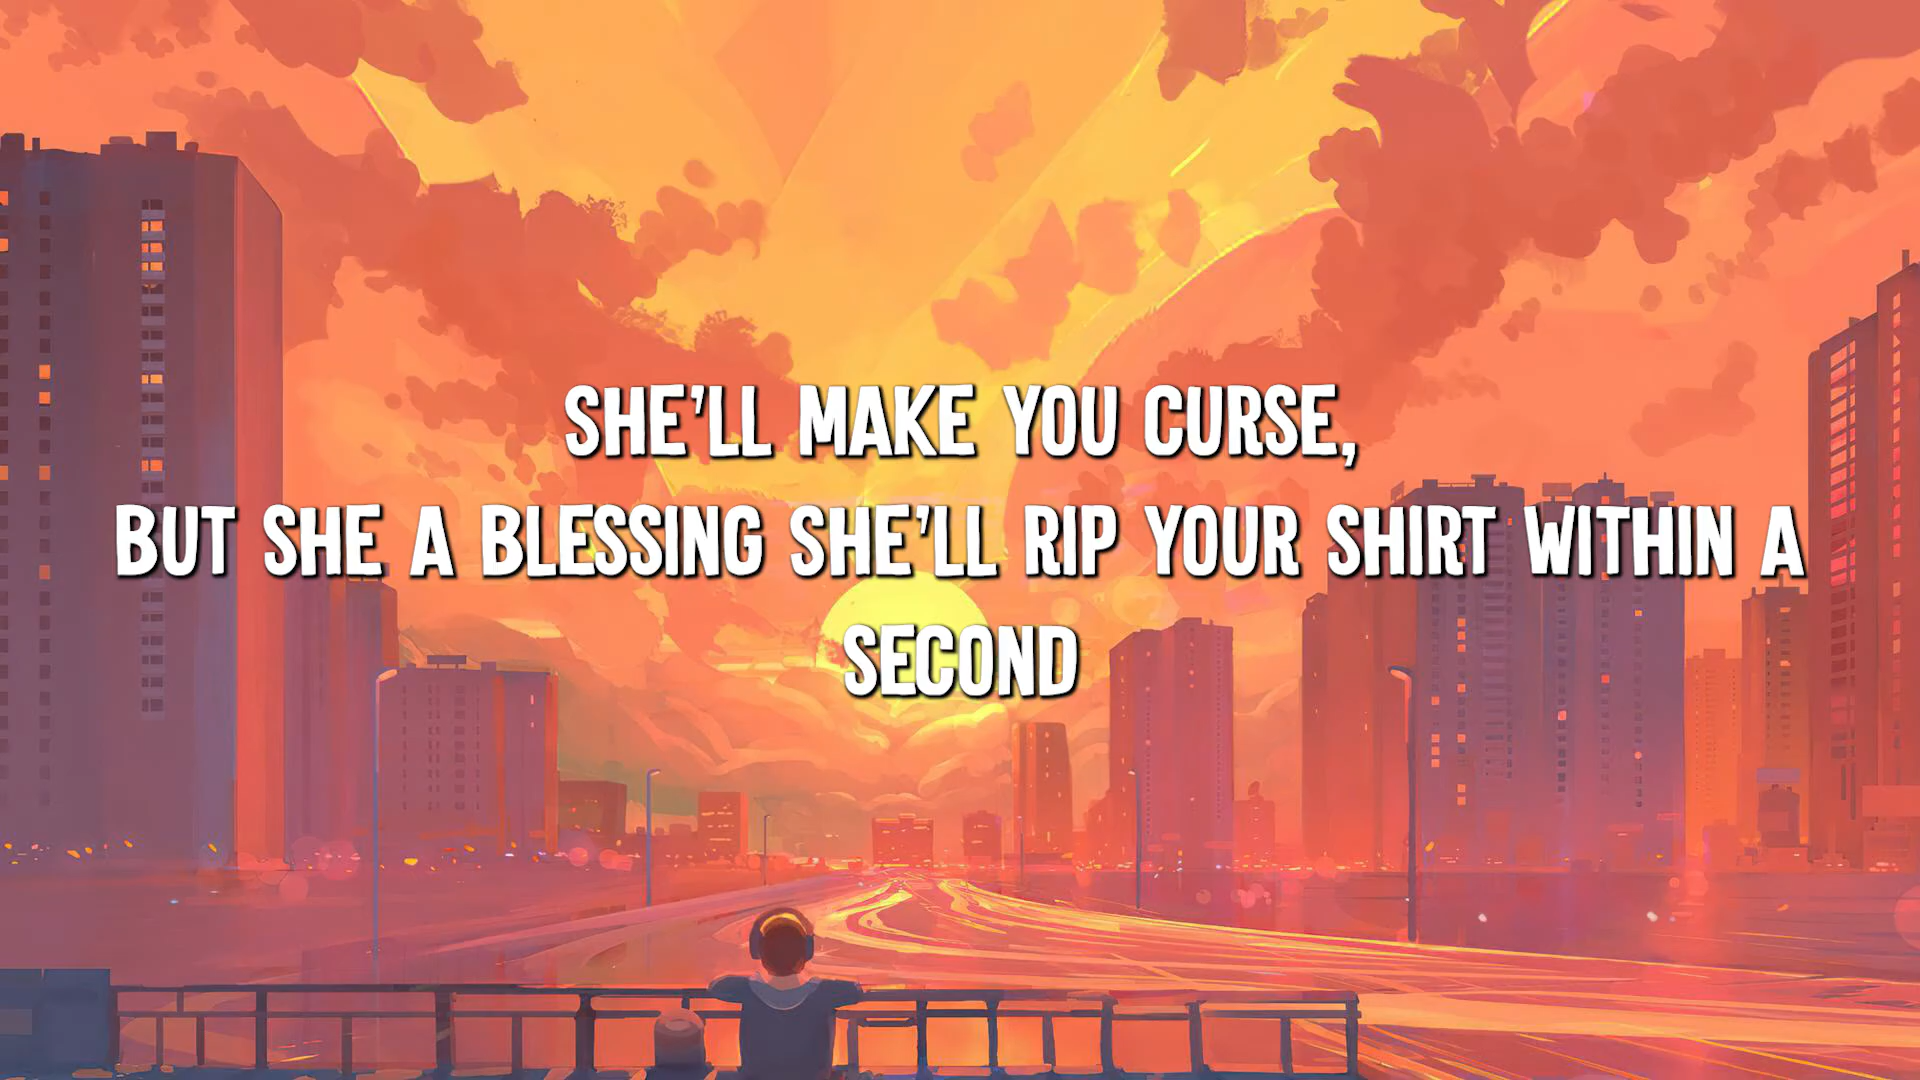 SHE'LL MAKE YOU CURSE,
BUT SHE A BLESSING SHE'LL RIP YOUR SHIRT WITHIN A
SECOND